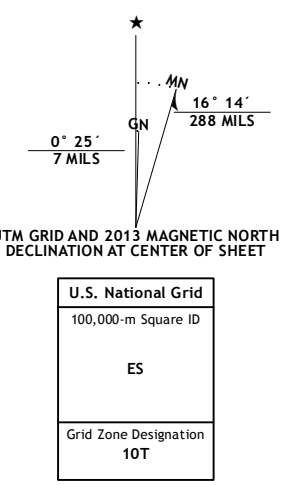 ★
MN
GN
16° 14´
288 MILS
0° 25´
7 MILS
UTM GRID AND 2013 MAGNETIC NORTH
DECLINATION AT CENTER OF SHEET
U.S. National Grid
100,000-m Square ID
ES
Grid Zone Designation
10T